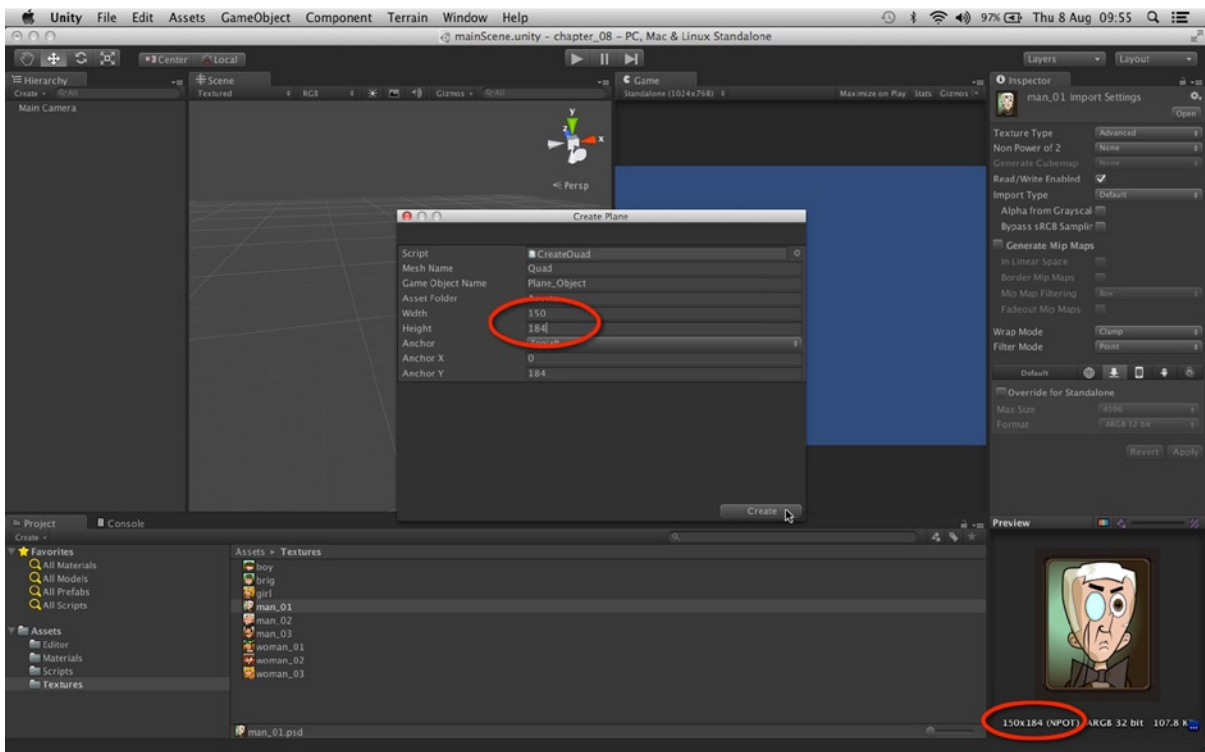 Unity File Edit Assets GameObject Component Terrain Window Help 97% Thu 8 Aug 09:55
mainScene.unity - chapter_08 - PC, Mac & Linux Standalone
Center Local Layers Layout
Hierarchy
Create All
Main Camera
Scene
Textured RGB Gizmos All
y
z
x
Persp
Game
Standalone (1024x768) Maximize on Play Stats Gizmos
Create Plane
Script CreateQuad
Mesh Name Quad
Game Object Name Plane_Object
Asset Folder
Width 150
Height 184
Anchor
Anchor X 0
Anchor Y 184
Create
Inspector
man_01 Import Settings
Open
Texture Type Advanced
Non Power of 2 None
Generate Cubemap None
Read/Write Enabled
Import Type Default
Alpha from Grayscal
Bypass sRGB Samplin
Generate Mip Maps
In Linear Space
Border Mip Maps
Mip Map Filtering Box
Fadeout Mip Maps
Wrap Mode Clamp
Filter Mode Point
Default
Override for Standalone
Max Size 4096
Format ARGB 32 bit
Revert Apply
Project Console
Create
Favorites
All Materials
All Models
All Prefabs
All Scripts
Assets
Editor
Materials
Scripts
Textures
Assets Textures
boy
brig
girl
man_01
man_02
man_03
woman_01
woman_02
woman_03
man_01.psd
Preview
150x184 (NPOT) ARGB 32 bit 107.8 K